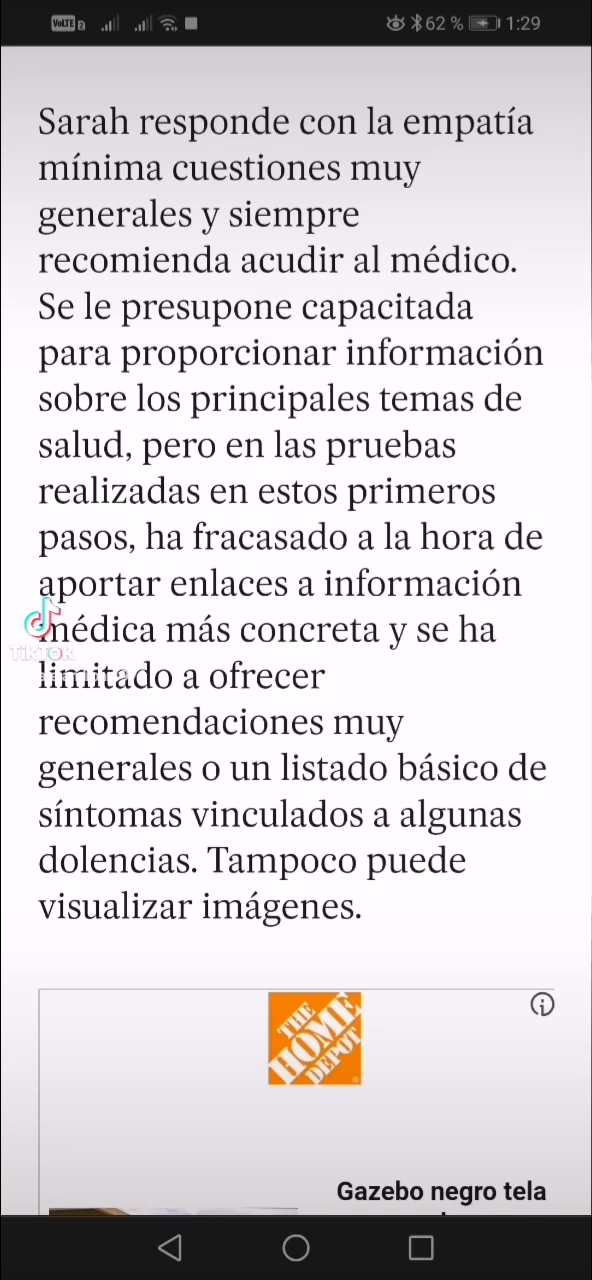 VoLTE 2 62 % 1:29
Sarah responde con la empatía
mínima cuestiones muy
generales y siempre
recomienda acudir al médico.
Se le presupone capacitada
para proporcionar información
sobre los principales temas de
salud, pero en las pruebas
realizadas en estos primeros
pasos, ha fracasado a la hora de
aportar enlaces a información
médica más concreta y se ha
TikTok
limitado a ofrecer
recomendaciones muy
generales o un listado básico de
síntomas vinculados a algunas
dolencias. Tampoco puede
visualizar imágenes.
THE
HOME
DEPOT
Gazebo negro tela